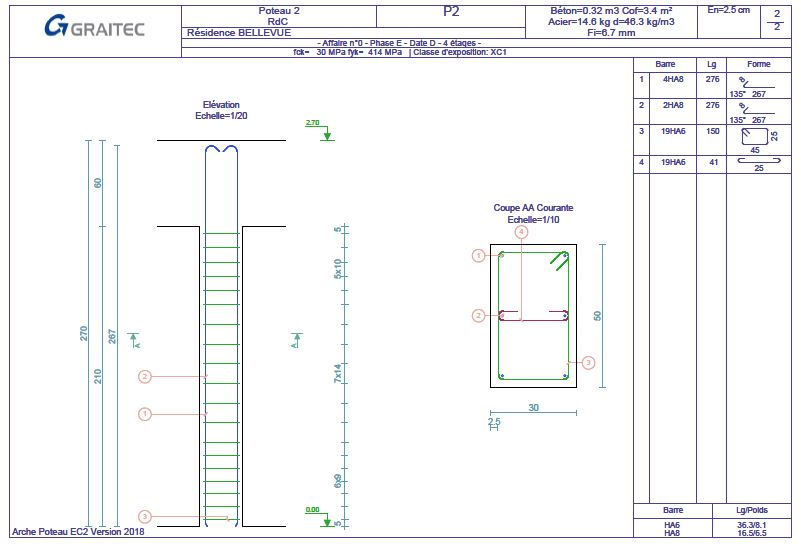 GRAITEC
Poteau 2
RdC
Résidence BELLEVUE
P2
Béton=0.32 m3 Cof=3.4 m²
Acier=14.6 kg d=46.3 kg/m3
Fi=6.7 mm
En=2.5 cm
2
2
- Affaire n°0 - Phase E - Date D - 4 étages -
fck= 30 MPa fyk= 414 MPa | Classe d'exposition: XC1
Barre Lg Forme
1 4HA8 276
135° 267
2 2HA8 276
135° 267
3 19HA6 150
25
45
4 19HA6 41
25
Elévation
Echelle=1/20
2.70
60
5
5x10
270
267
210
A
A
7x14
2
1
6x9
3
0.00
5
Coupe AA Courante
Echelle=1/10
4
1
2
50
3
30
2.5
Barre Lg/Poids
HA6 36.3/8.1
HA8 16.5/6.5
Arche Poteau EC2 Version 2018